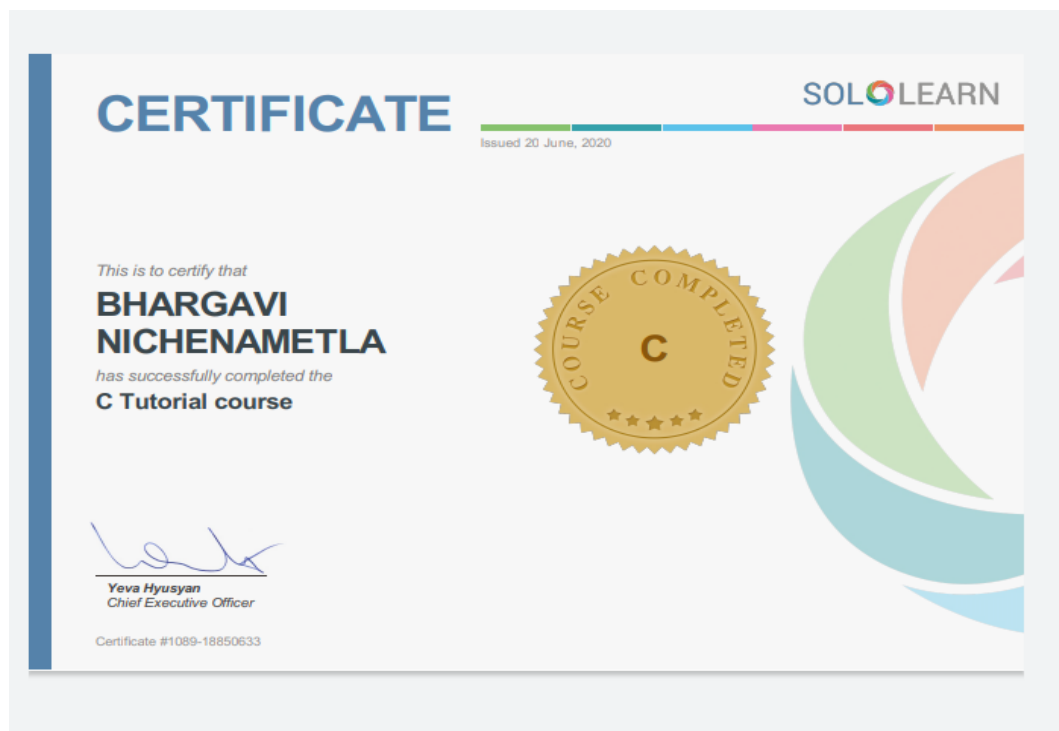 CERTIFICATE
SOLOLEARN
Issued 20 June, 2020
This is to certify that
BHARGAVI
NICHENAMETLA
has successfully completed the
C Tutorial course
COURSE COMPLETED
C
Yeva Hyusyan
Chief Executive Officer
Certificate #1089-18850633